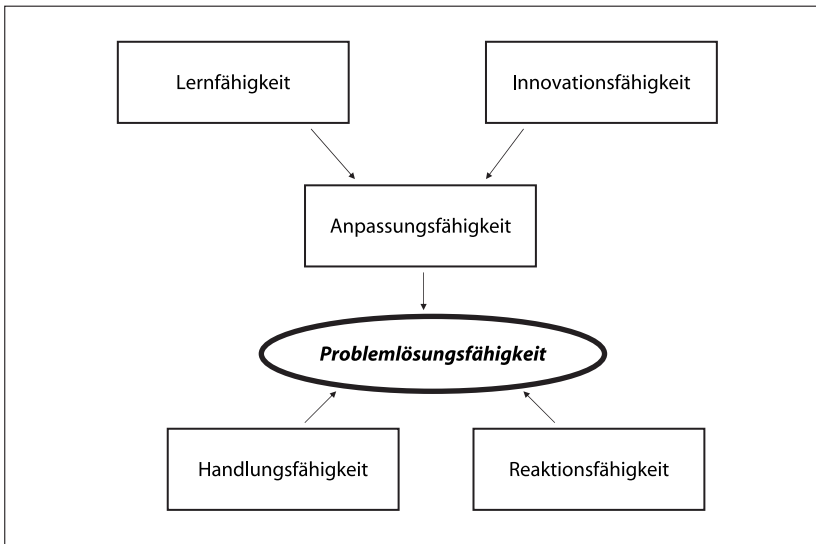 Lernfähigkeit
Innovationsfähigkeit
Anpassungsfähigkeit
Problemlösungsfähigkeit
Handlungsfähigkeit
Reaktionsfähigkeit